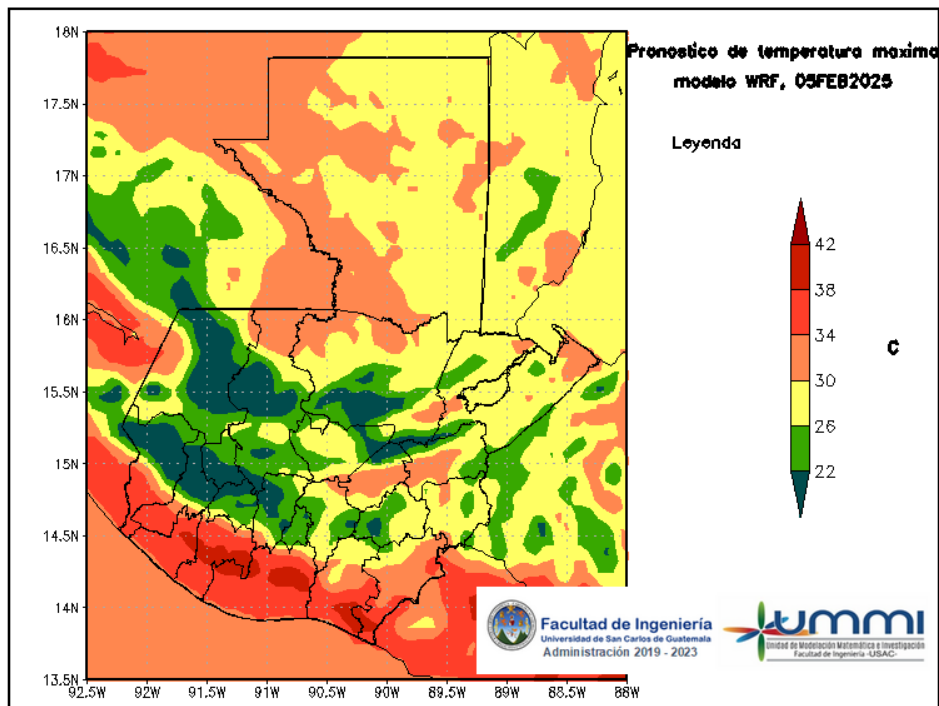 Pronostico de temperatura maxima
modelo WRF, 05FEB2025
Leyenda
18N
17.5N
17N
16.5N
16N
15.5N
15N
14.5N
14N
13.5N
92.5W 92W 91.5W 91W 90.5W 90W 89.5W 89W 88.5W 88W
42
38
34
30
26
22
C
Facultad de Ingeniería
Universidad de San Carlos de Guatemala
Administración 2019 - 2023
UMMI
Unidad de Modelación Matemática e Investigación
Facultad de Ingeniería -USAC-